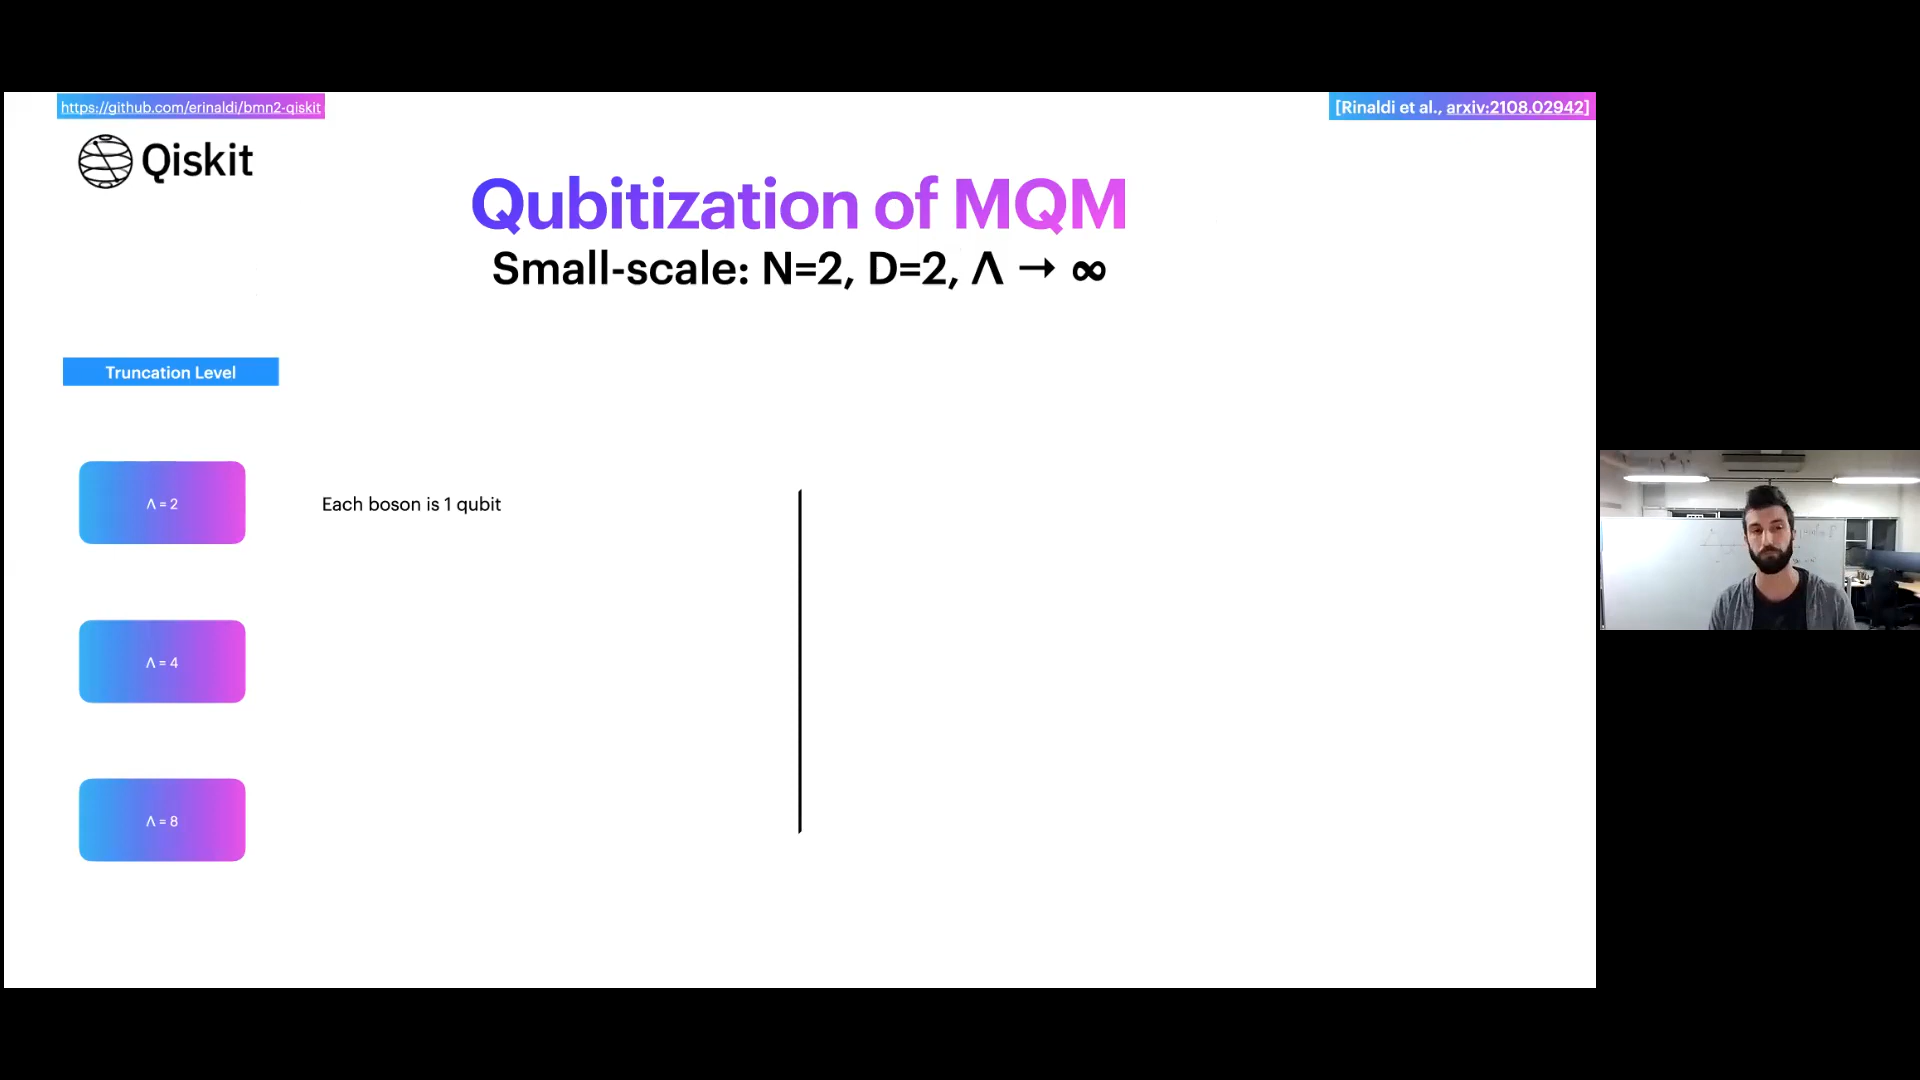 https://github.com/erinaldi/bmn2-qiskit
[Rinaldi et al., arxiv:2108.02942]
Qiskit
Qubitization of MQM
Small-scale: N=2, D=2, Λ → ∞
Truncation Level
Λ = 2
Each boson is 1 qubit
Λ = 4
Λ = 8